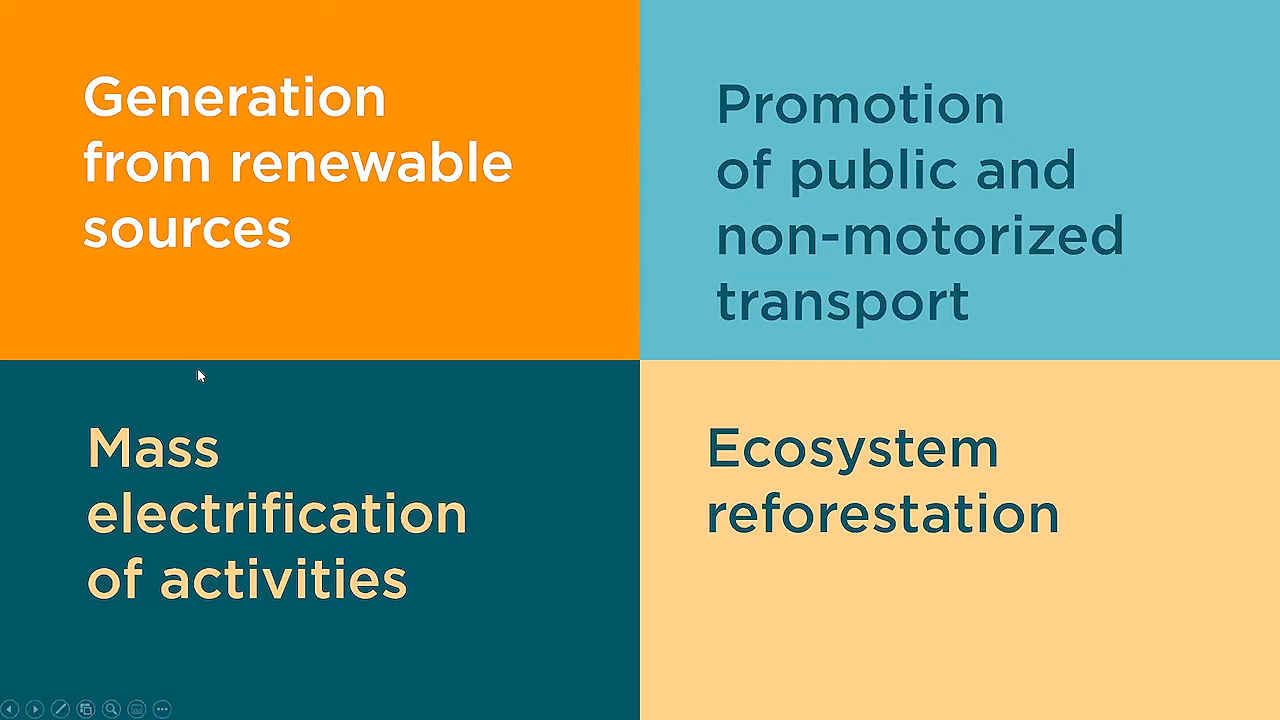 Generation
from renewable
sources
Promotion
of public and
non-motorized
transport
Mass
electrification
of activities
Ecosystem
reforestation